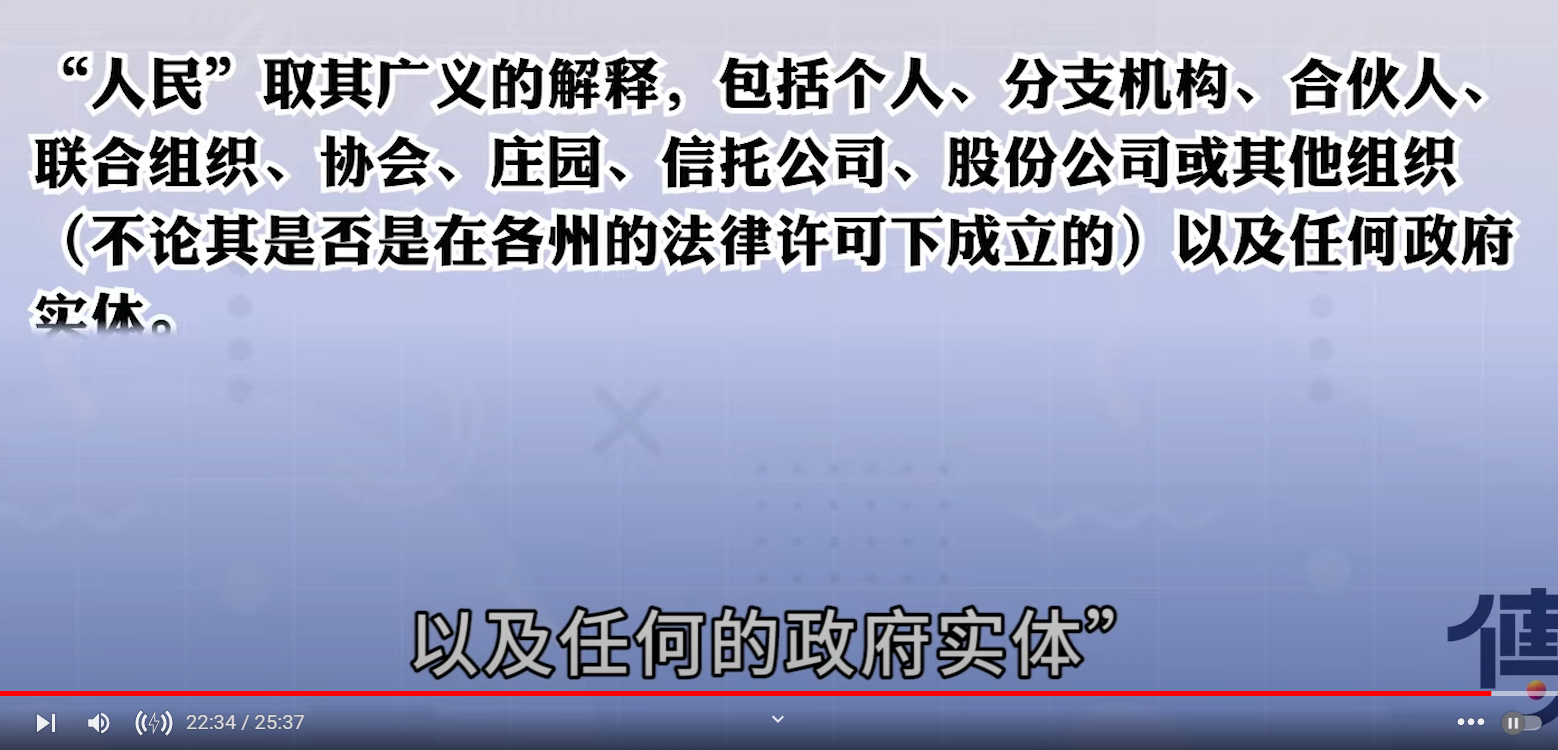 “人民”取其广义的解释，包括个人、分支机构、合伙人、
联合组织、协会、庄园、信托公司、股份公司或其他组织
（不论其是否是在各州的法律许可下成立的）以及任何政府
实体。
以及任何的政府实体”
傳
22:34 / 25:37